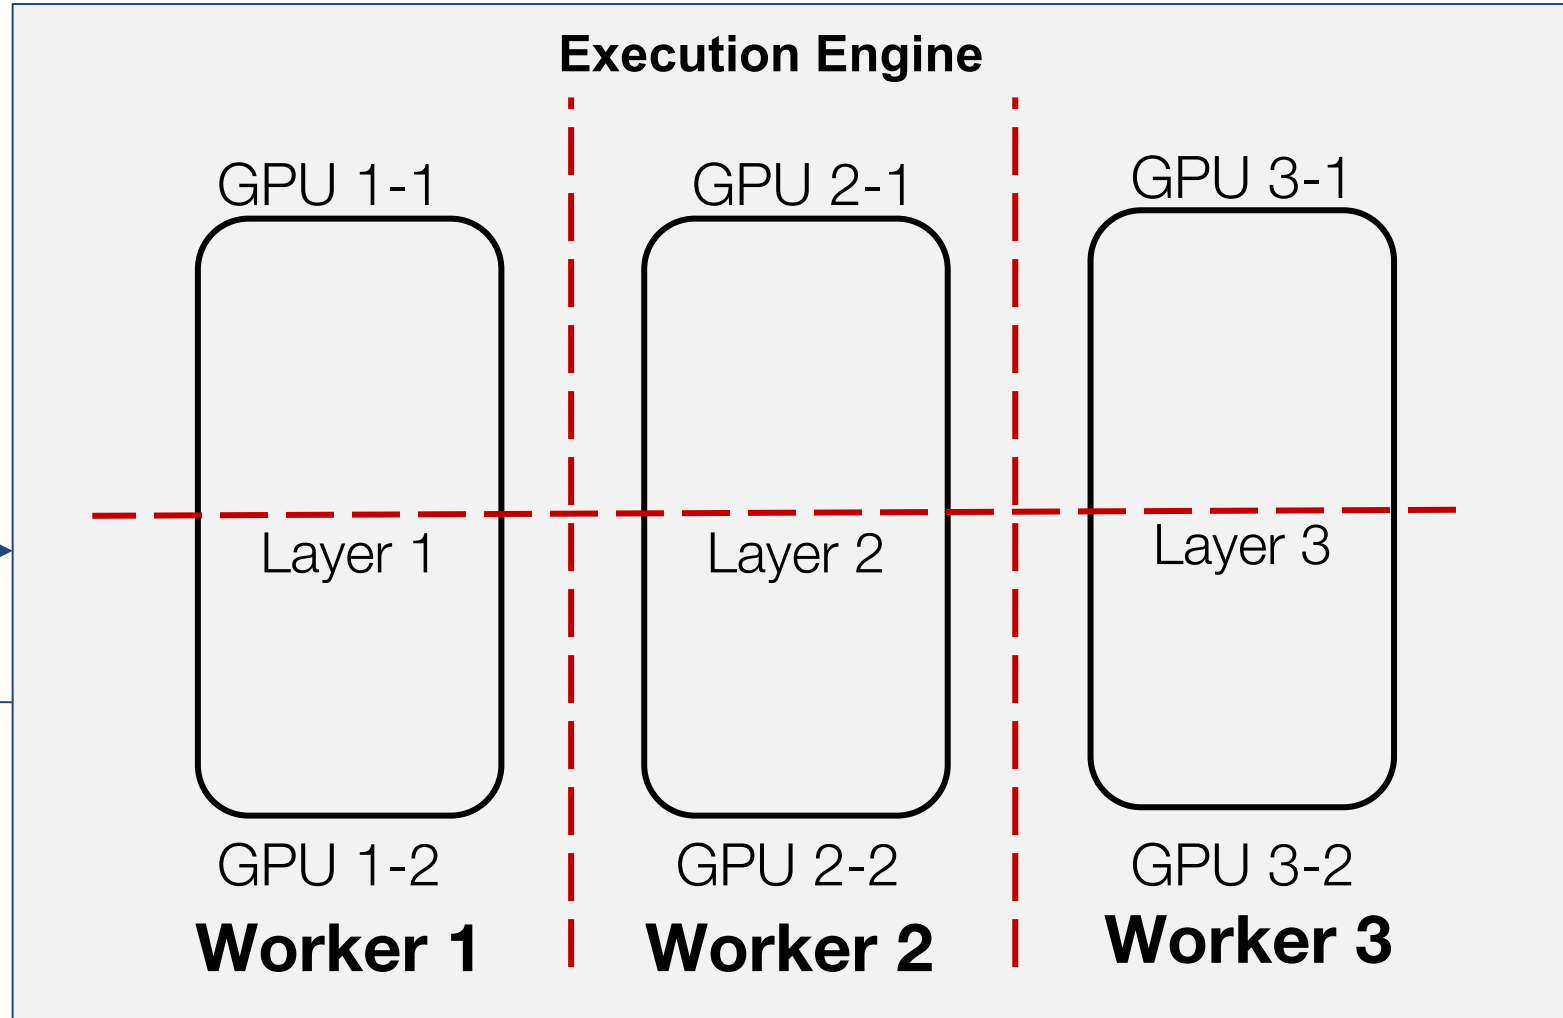 Execution Engine
GPU 1-1
GPU 2-1
GPU 3-1
Layer 1
Layer 2
Layer 3
GPU 1-2
GPU 2-2
GPU 3-2
Worker 1
Worker 2
Worker 3